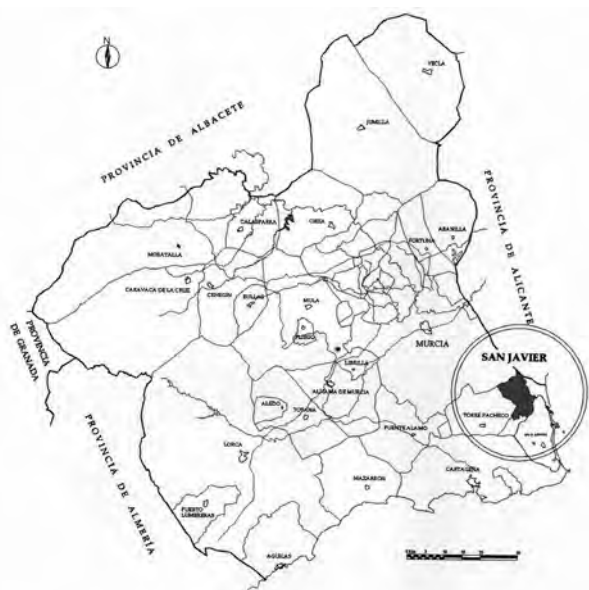 N
YECLA
JUMILLA
PROVINCIA DE ALBACETE
PROVINCIA DE ALICANTE
CALASPARRA
CIEZA
ABANILLA
FORTUNA
MORATALLA
CARAVACA DE LA CRUZ
CEHEGIN
BULLAS
MULA
PLIEGO
MURCIA
PROVINCIA
DE GRANADA
SAN JAVIER
LIBRILLA
ALHAMA DE MURCIA
ALEDO
TOTANA
TORRE PACHECO
FUENTE ALAMO
LORCA
CARTAGENA
MAZARRON
PROVINCIA DE ALMERÍA
PUERTO
LUMBRERAS
AGUILAS